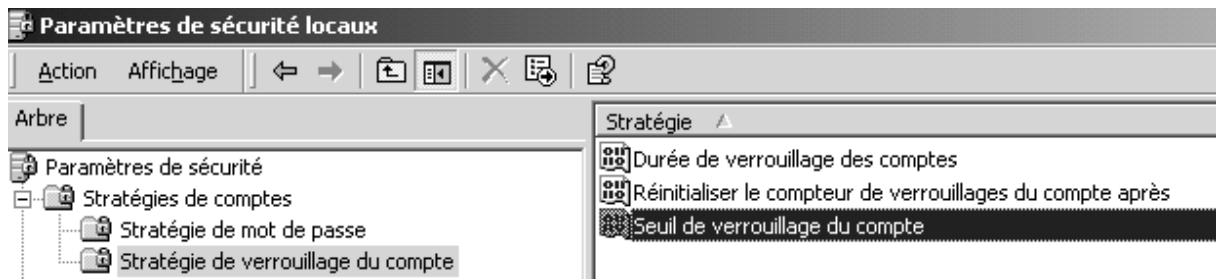 Paramètres de sécurité locaux
Action Affichage
Arbre
Stratégie
Paramètres de sécurité
Stratégies de comptes
Stratégie de mot de passe
Stratégie de verrouillage du compte
Durée de verrouillage des comptes
Réinitialiser le compteur de verrouillages du compte après
Seuil de verrouillage du compte